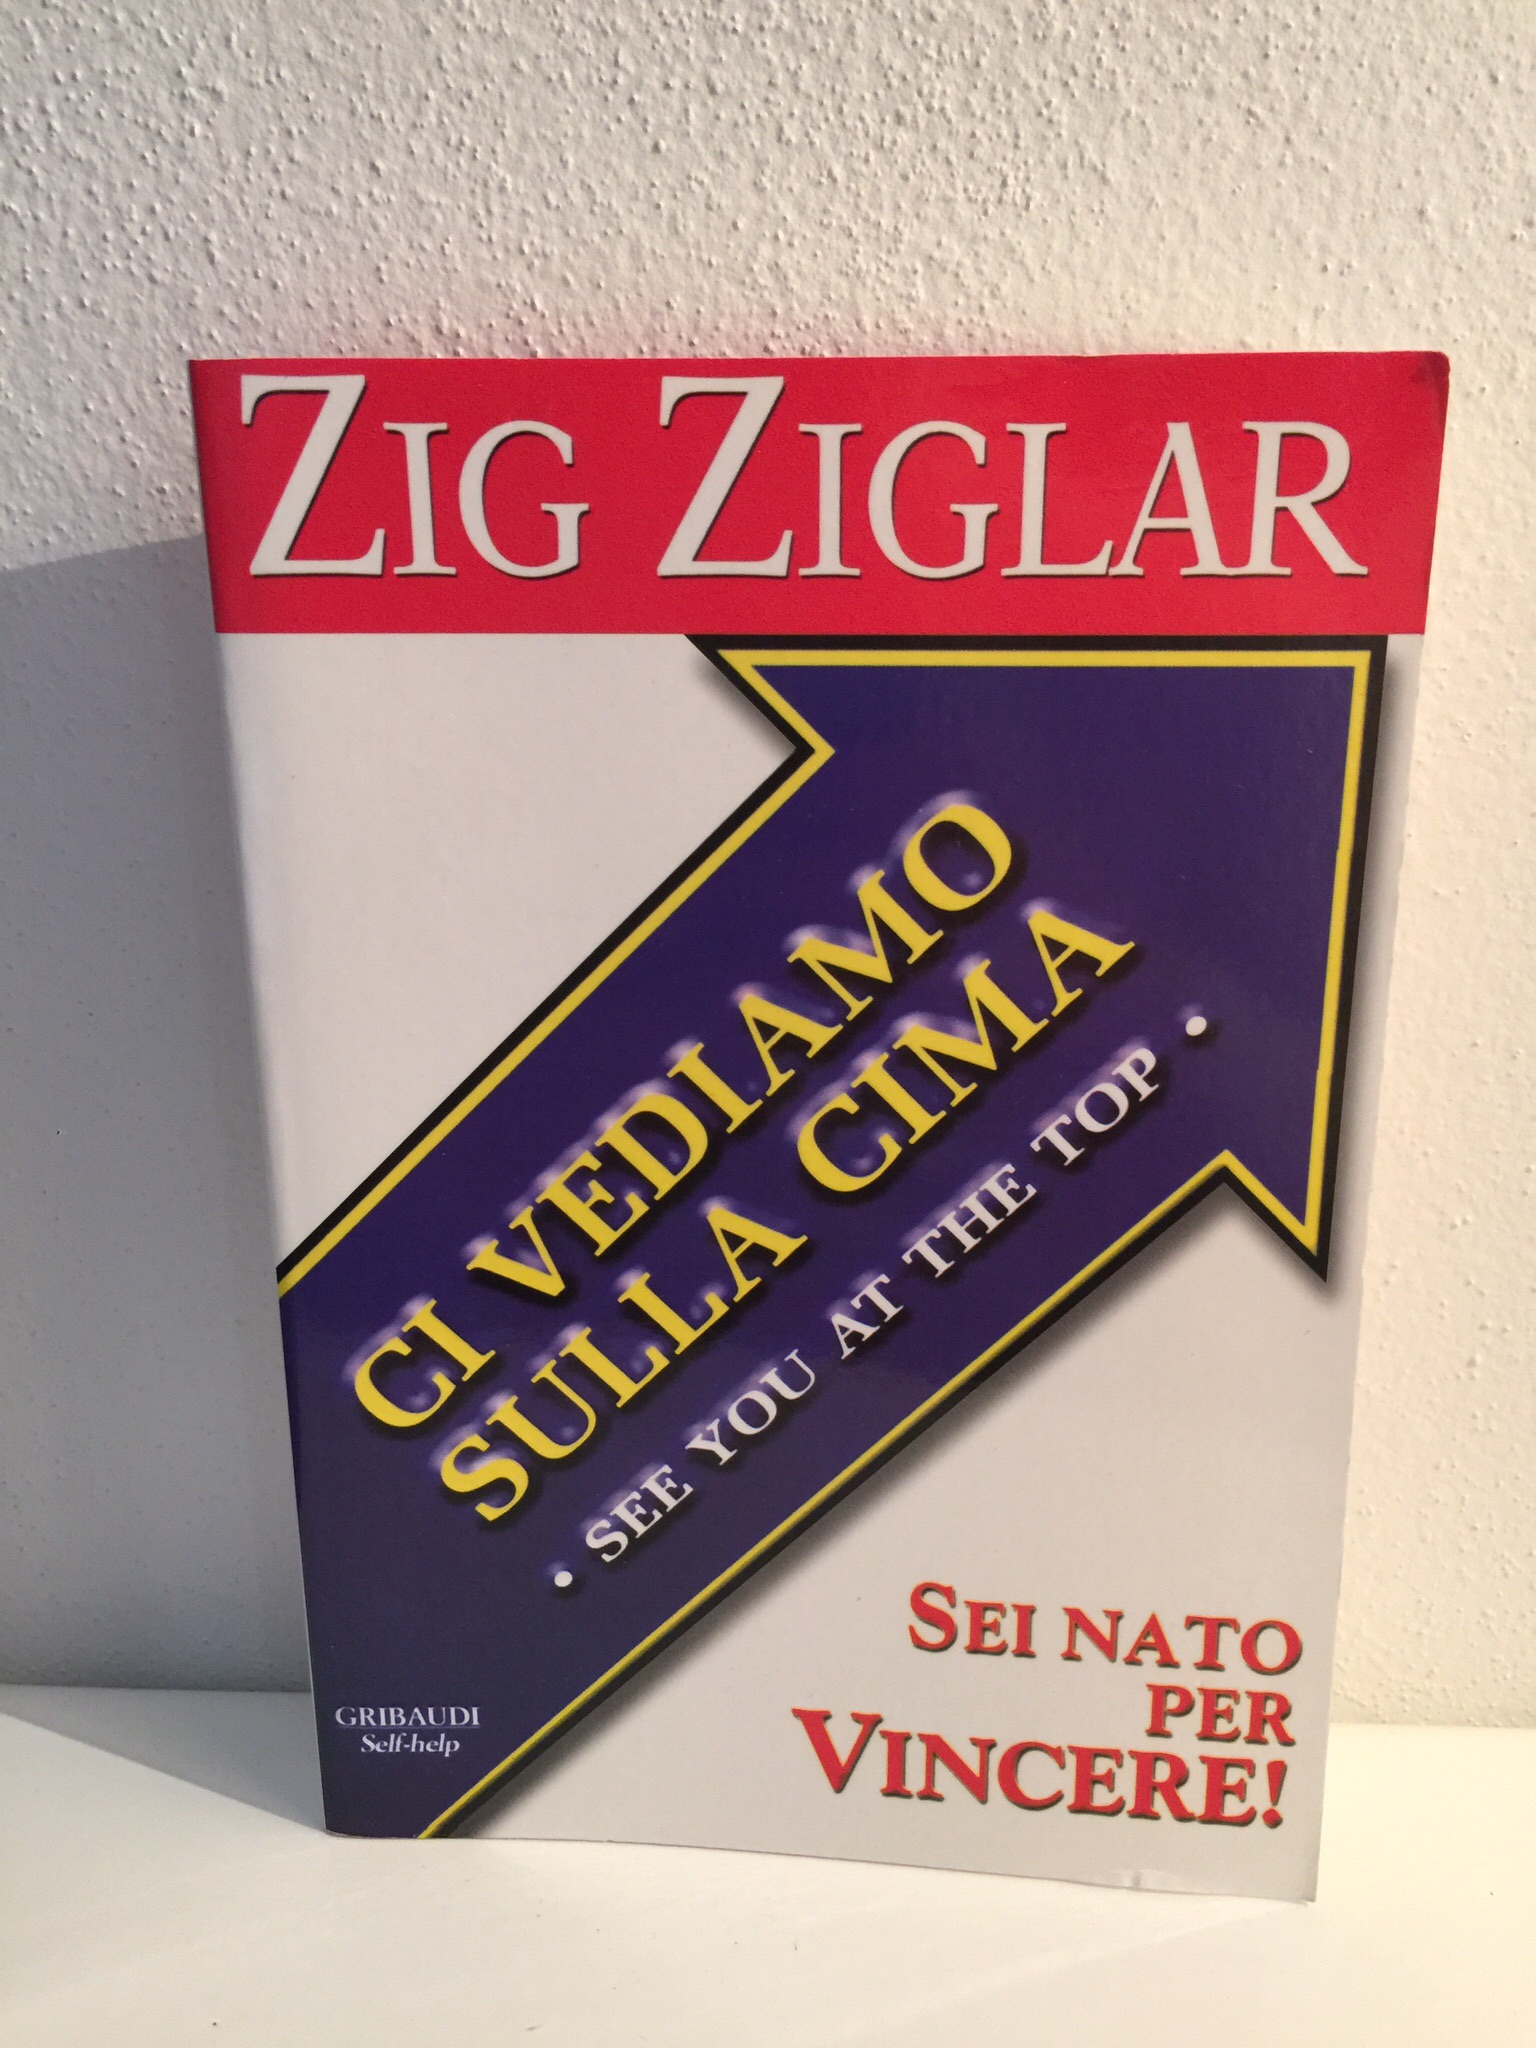 ZIG ZIGLAR
CI VEDIAMO
SULLA CIMA
• SEE YOU AT THE TOP •
SEI NATO
PER
VINCERE!
GRIBAUDI
Self-help